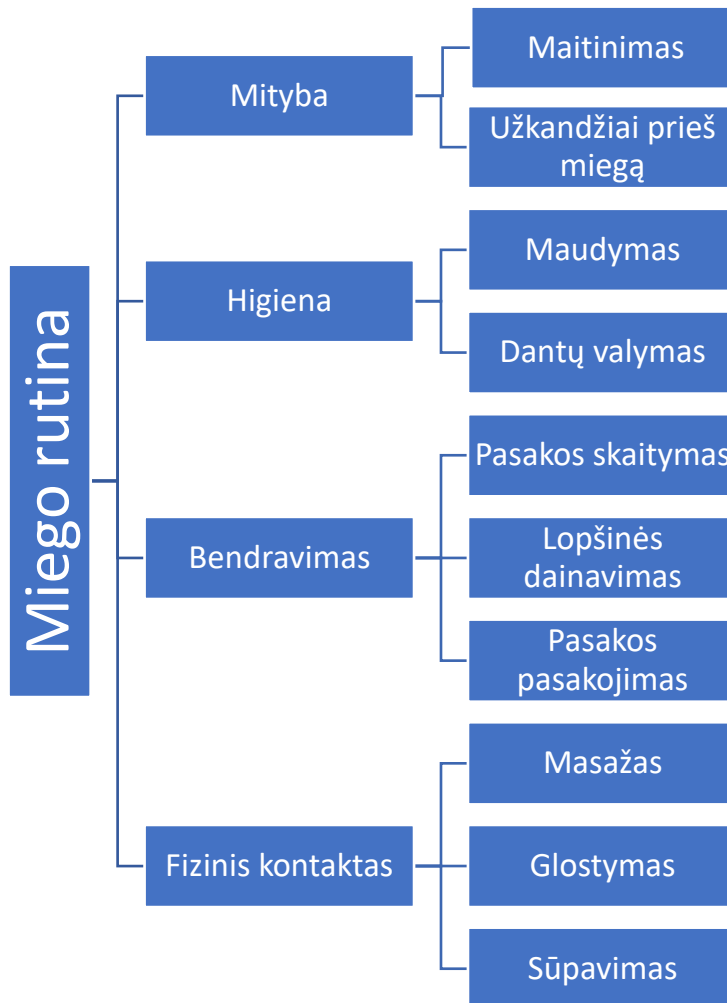 Miego rutina
Mityba
Maitinimas
Užkandžiai prieš
miegą
Higiena
Maudymas
Dantų valymas
Bendravimas
Pasakos skaitymas
Lopšinės
dainavimas
Pasakos
pasakojimas
Fizinis kontaktas
Masažas
Glostymas
Sūpavimas